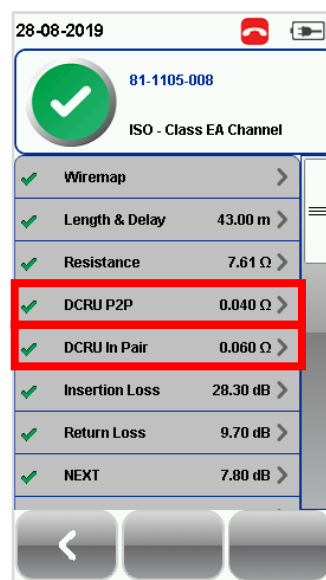 28-08-2019
81-1105-008
ISO - Class EA Channel
Wiremap
Length & Delay 43.00 m
Resistance 7.61 Ω
DCRU P2P 0.040 Ω
DCRU In Pair 0.060 Ω
Insertion Loss 28.30 dB
Return Loss 9.70 dB
NEXT 7.80 dB